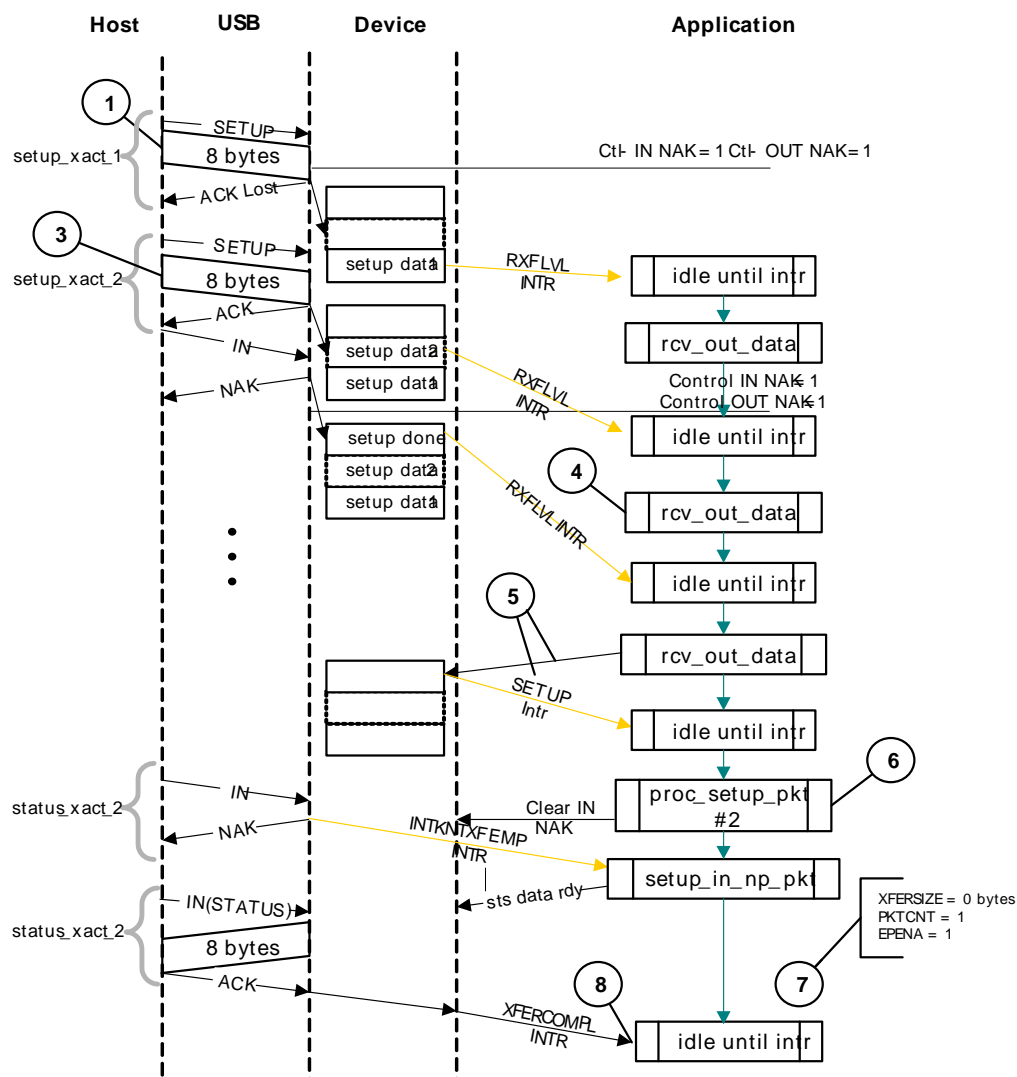 Host USB Device Application
1
SETUP
setup_xact_1
8 bytes
Ctl- IN NAK= 1 Ctl- OUT NAK= 1
ACK Lost
3
SETUP
setup_xact_2
8 bytes
setup data1
RXFLVL
INTR
idle until intr
ACK
IN
setup data2
rcv_out_data
NAK
setup data1
RXFLVL
INTR
Control IN NAK= 1
Control OUT NAK=1
setup done
idle until intr
setup data2
4
setup data1
RXFLVL INTR
rcv_out_data
idle until intr
5
rcv_out_data
SETUP
Intr
idle until intr
6
IN
proc_setup_pkt
#2
status_xact_2
Clear IN
NAK
NAK
INTKNTXFEMP
INTR
setup_in_np_pkt
IN(STATUS)
sts data rdy
XFERSIZE = 0 bytes
PKTCNT = 1
EPENA = 1
status_xact_2
8 bytes
ACK
8
7
XFERCOMPL
INTR
idle until intr